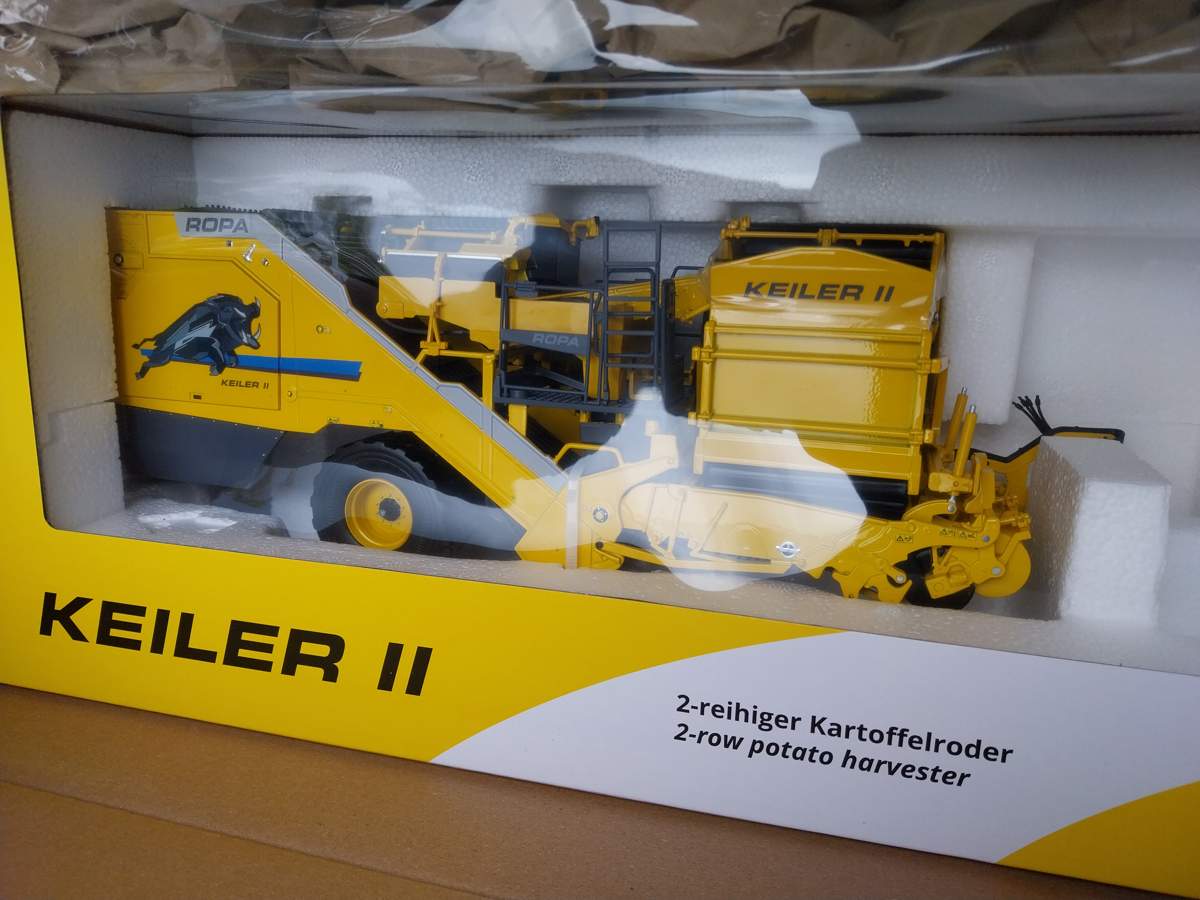 ROPA
KEILER II
KEILER II
ROPA
KEILER II
2-reihiger Kartoffelroder
2-row potato harvester